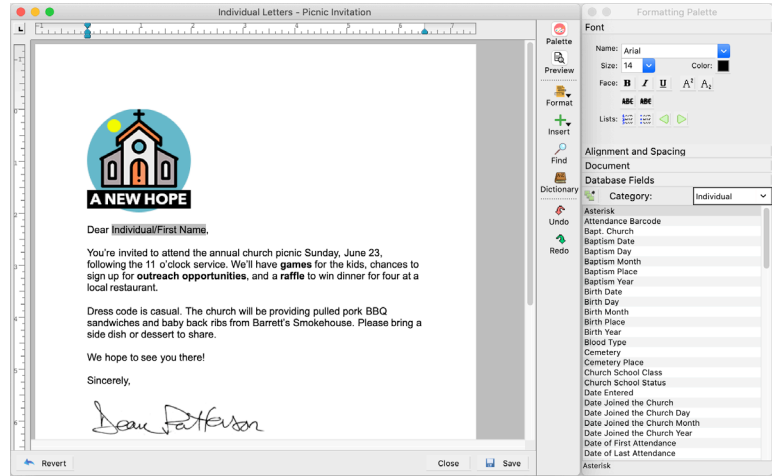 Individual Letters - Picnic Invitation
Formatting Palette
Font
Name: Arial
Size: 14 Color:
Face: B I U A² A₂
ABC ABC
Lists:
Alignment and Spacing
Document
Database Fields
Category: Individual
Asterisk
Attendance Barcode
Bapt. Church
Baptism Date
Baptism Day
Baptism Month
Baptism Place
Baptism Year
Birth Date
Birth Day
Birth Month
Birth Place
Birth Year
Blood Type
Cemetery
Cemetery Place
Church School Class
Church School Status
Date Entered
Date Joined the Church
Date Joined the Church Day
Date Joined the Church Month
Date Joined the Church Year
Date of First Attendance
Date of Last Attendance
Asterisk
Palette
Preview
Format
Insert
Find
Dictionary
Undo
Redo
A NEW HOPE
Dear Individual/First Name,
You're invited to attend the annual church picnic Sunday, June 23,
following the 11 o'clock service. We'll have games for the kids, chances to
sign up for outreach opportunities, and a raffle to win dinner for four at a
local restaurant.
Dress code is casual. The church will be providing pulled pork BBQ
sandwiches and baby back ribs from Barrett's Smokehouse. Please bring a
side dish or dessert to share.
We hope to see you there!
Sincerely,
Dean Patterson
Revert
Close
Save